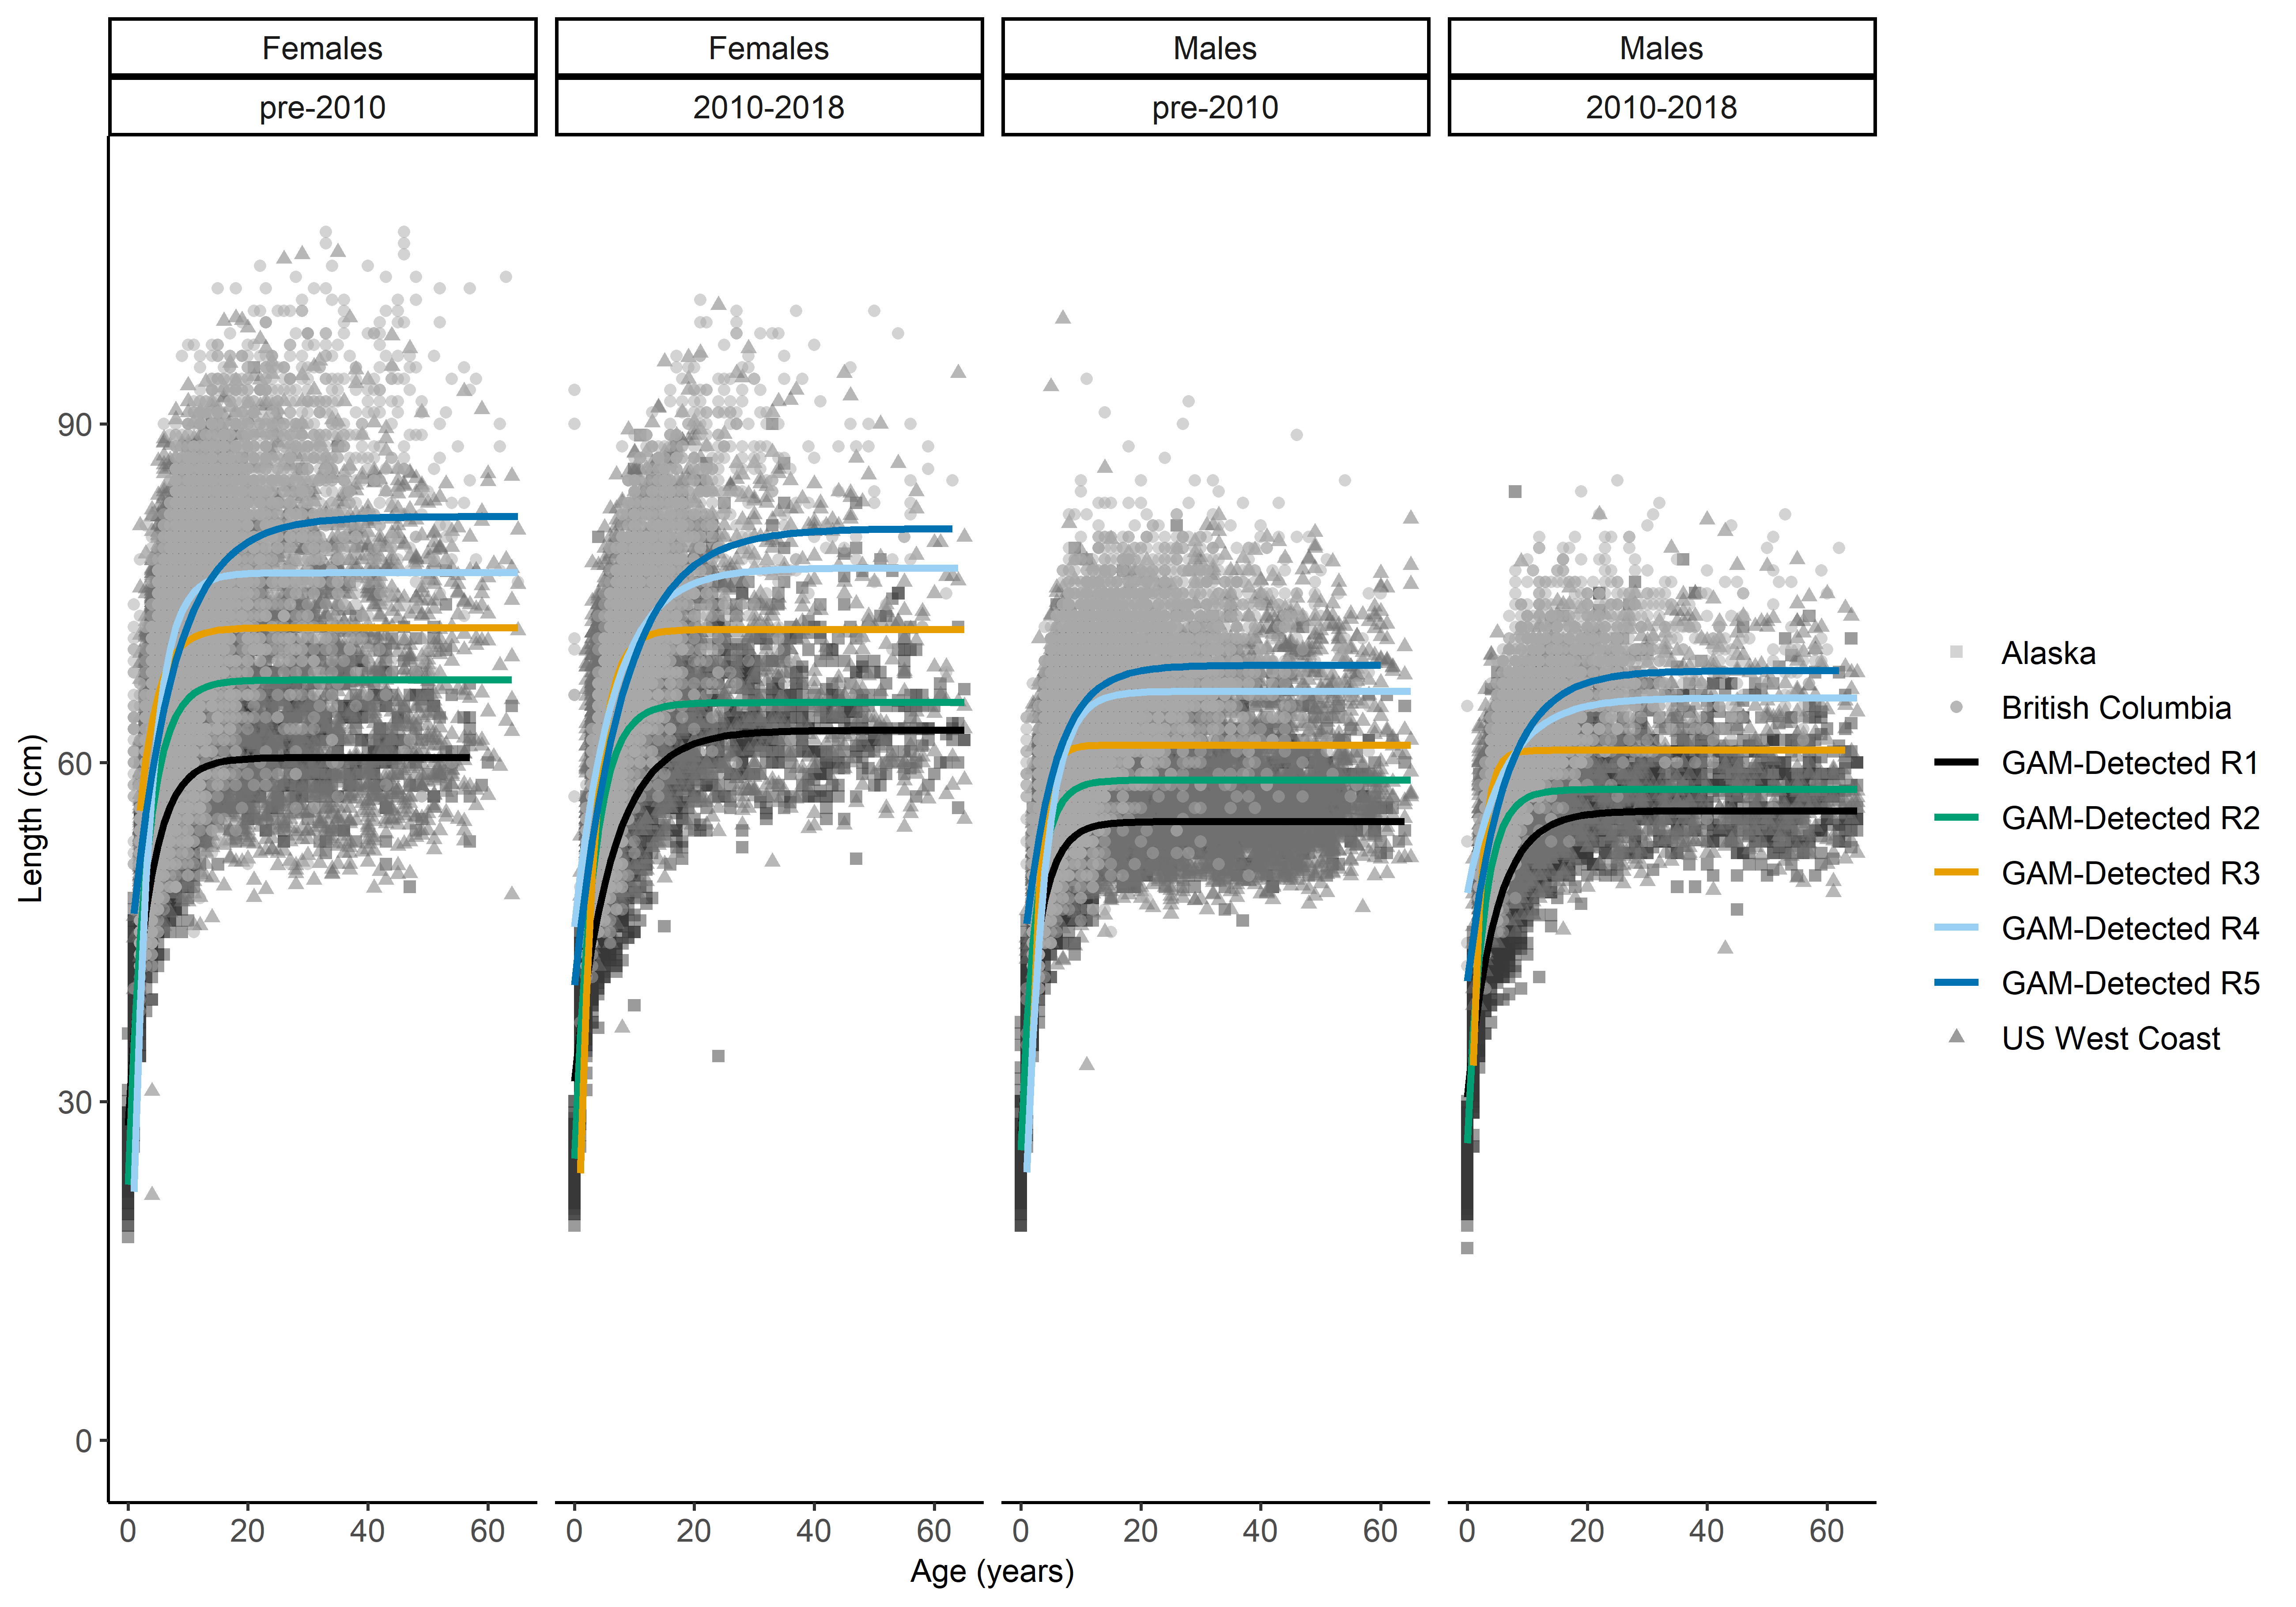 Females Females Males Males
pre-2010 2010-2018 pre-2010 2010-2018
90
60
30
0
Length (cm)
0 20 40 60 0 20 40 60 0 20 40 60 0 20 40 60
Age (years)
Alaska
British Columbia
GAM-Detected R1
GAM-Detected R2
GAM-Detected R3
GAM-Detected R4
GAM-Detected R5
US West Coast